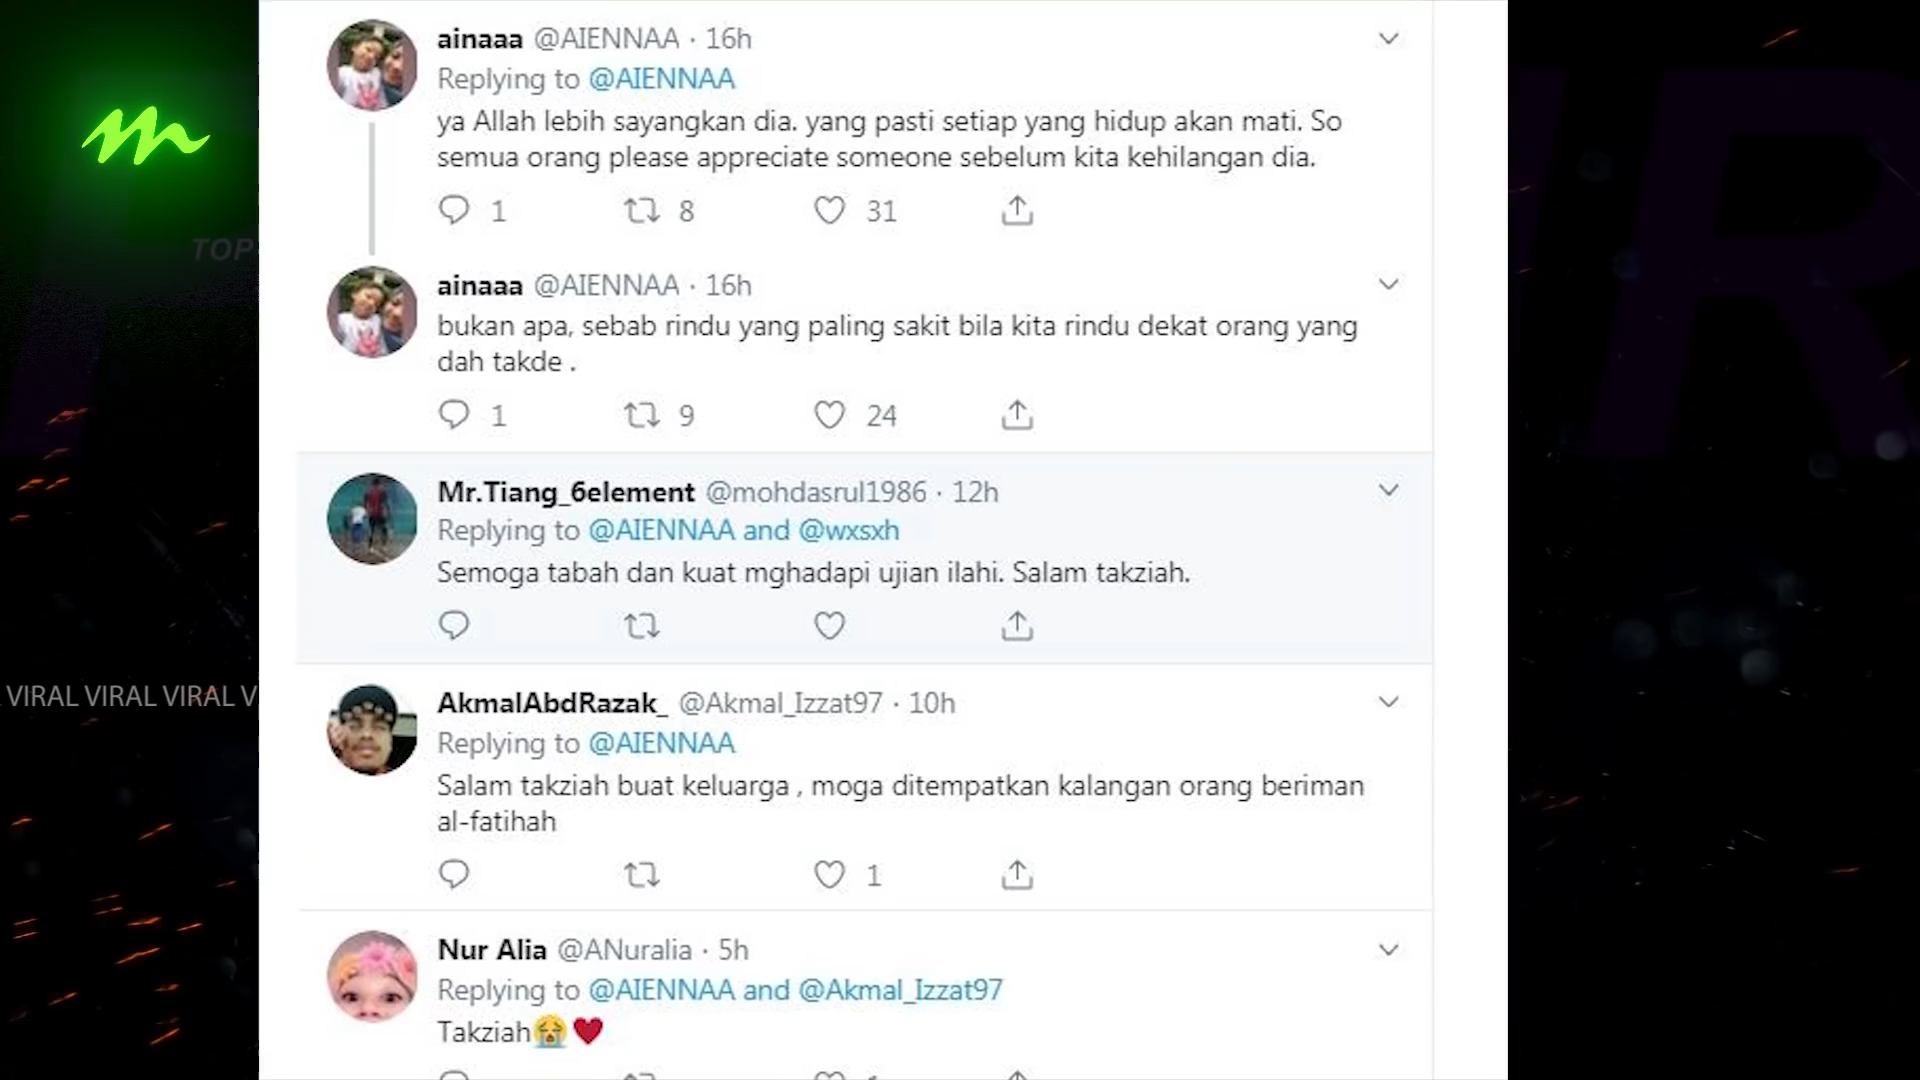 ainaaa @AIENNAA · 16h
Replying to @AIENNAA
ya Allah lebih sayangkan dia. yang pasti setiap yang hidup akan mati. So
semua orang please appreciate someone sebelum kita kehilangan dia.
1 8 31
TOP
ainaaa @AIENNAA · 16h
bukan apa, sebab rindu yang paling sakit bila kita rindu dekat orang yang
dah takde .
1 9 24
Mr.Tiang_6element @mohdasrul1986 · 12h
Replying to @AIENNAA and @wxsxh
Semoga tabah dan kuat mghadapi ujian ilahi. Salam takziah.
VIRAL VIRAL VIRAL V
AkmalAbdRazak_ @Akmal_Izzat97 · 10h
Replying to @AIENNAA
Salam takziah buat keluarga , moga ditempatkan kalangan orang beriman
al-fatihah
1
Nur Alia @ANuralia · 5h
Replying to @AIENNAA and @Akmal_Izzat97
Takziah😭❤️